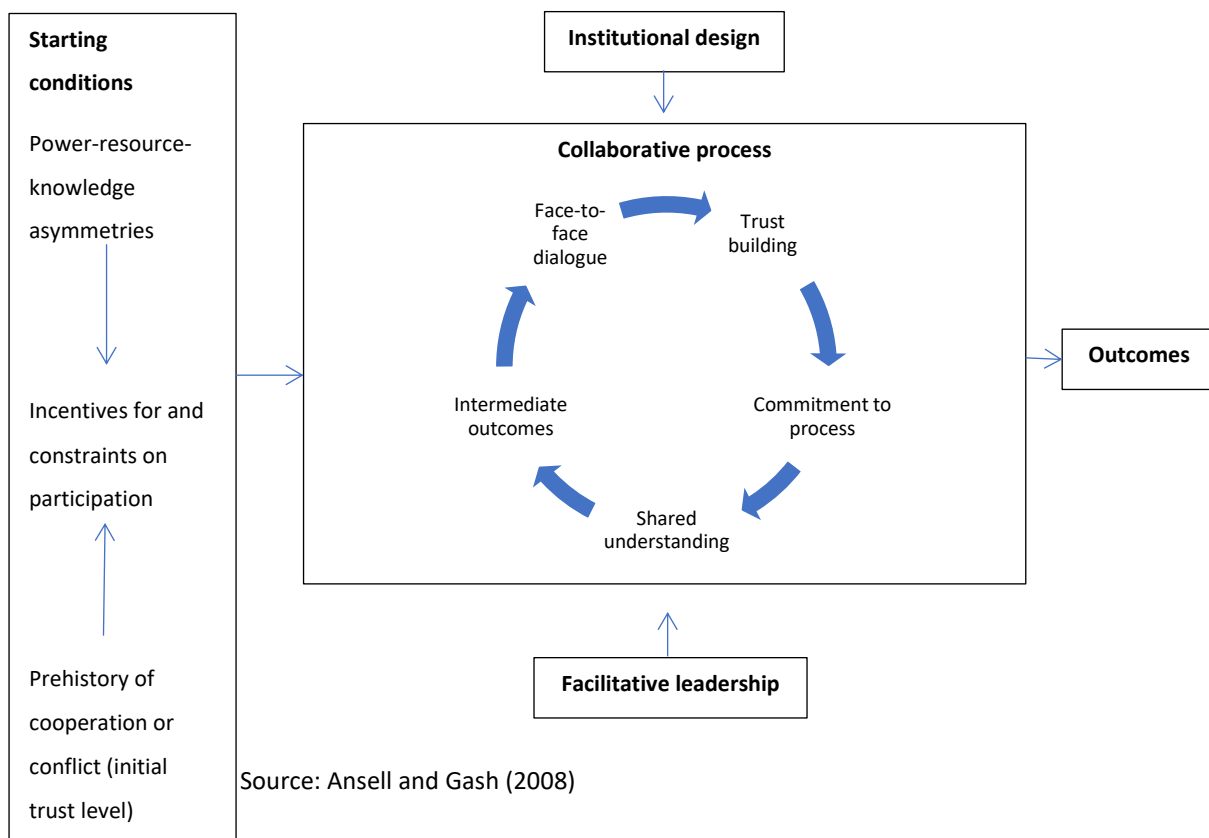 Starting
conditions
Power-resource-
knowledge
asymmetries
Incentives for and
constraints on
participation
Prehistory of
cooperation or
conflict (initial
trust level)
Institutional design
Collaborative process
Face-to-
face
dialogue
Trust
building
Commitment to
process
Shared
understanding
Intermediate
outcomes
Facilitative leadership
Outcomes
Source: Ansell and Gash (2008)